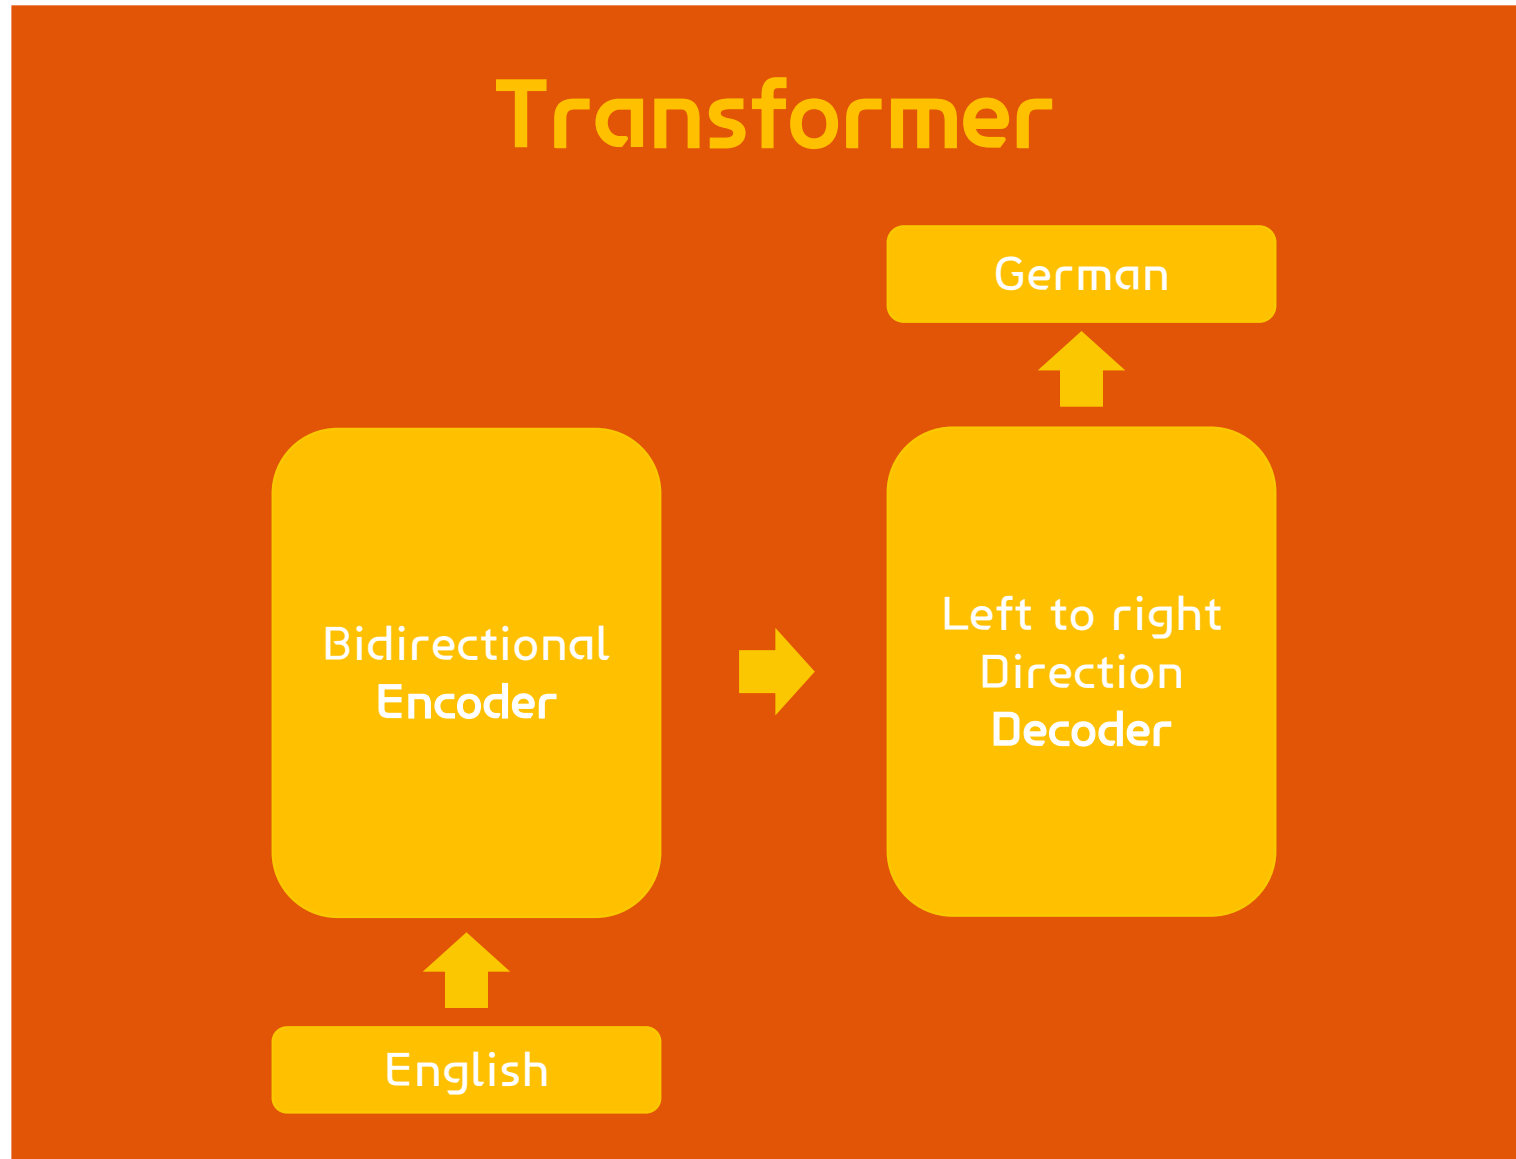 Transformer
German
Bidirectional
Encoder
Left to right
Direction
Decoder
English